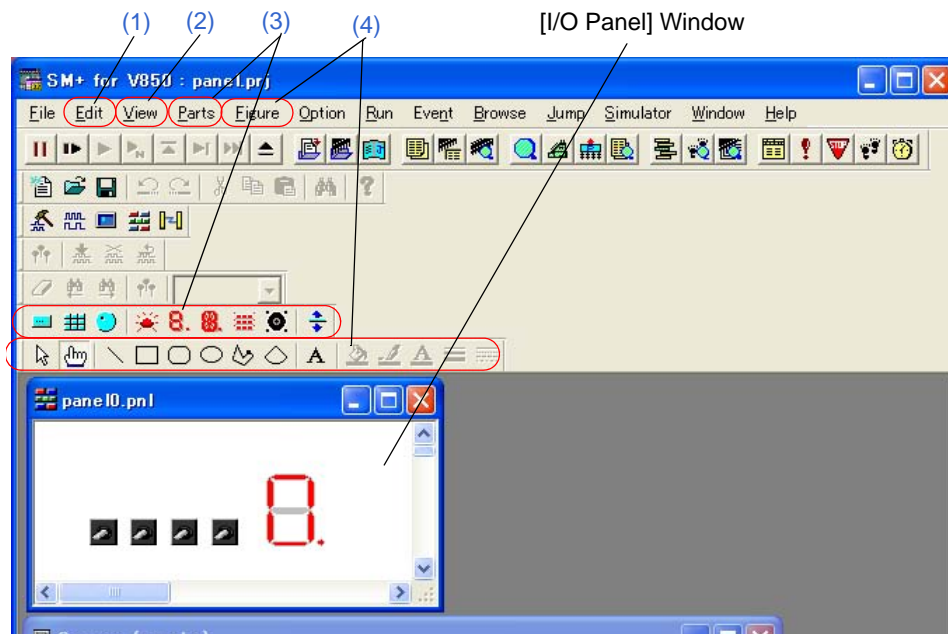 (1) (2) (3) (4) [I/O Panel] Window
SM+ for V850 : panel.prj
File Edit View Parts Figure Option Run Event Browse Jump Simulator Window Help
panel0.pnl